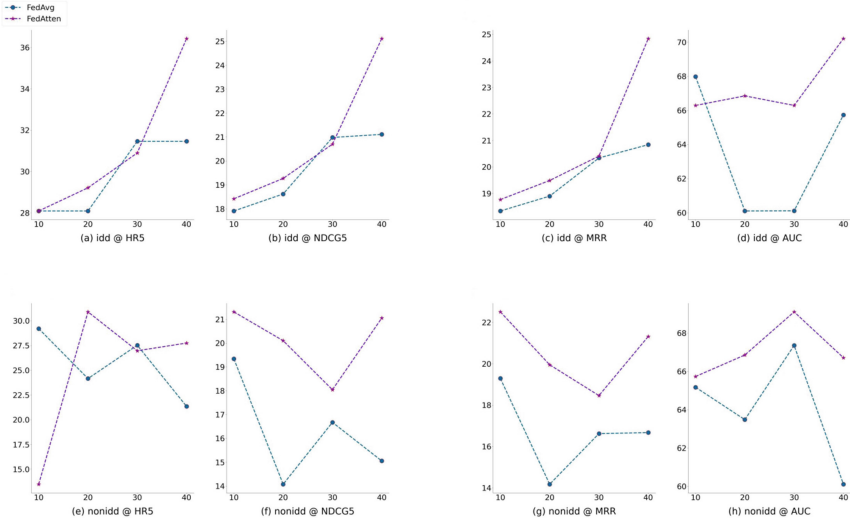 FedAvg
FedAtten
36
34
32
30
28
10 20 30 40
(a) idd @ HR5
25
24
23
22
21
20
19
18
10 20 30 40
(b) idd @ NDCG5
25
24
23
22
21
20
19
10 20 30 40
(c) idd @ MRR
70
68
66
64
62
60
10 20 30 40
(d) idd @ AUC
30.0
27.5
25.0
22.5
20.0
17.5
15.0
10 20 30 40
(e) nonidd @ HR5
21
20
19
18
17
16
15
14
10 20 30 40
(f) nonidd @ NDCG5
22
20
18
16
14
10 20 30 40
(g) nonidd @ MRR
68
66
64
62
60
10 20 30 40
(h) nonidd @ AUC